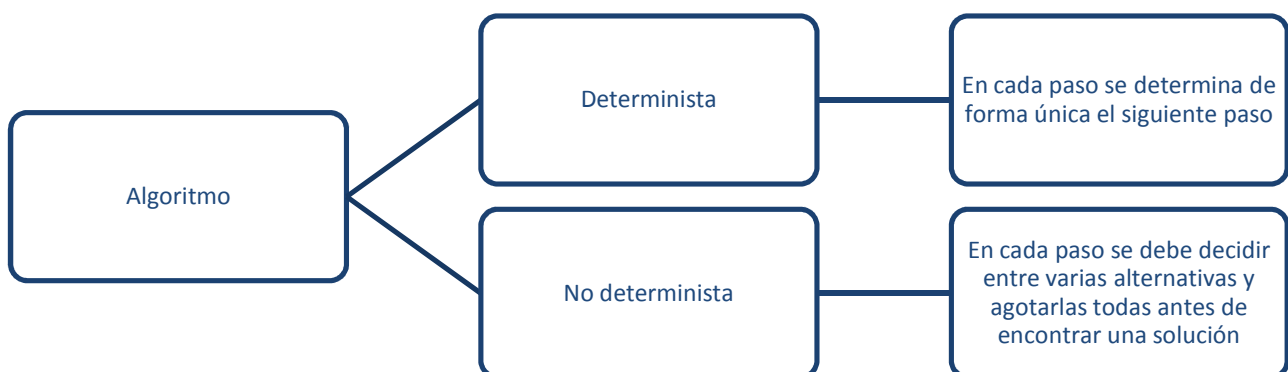 Algoritmo
Determinista
En cada paso se determina de
forma única el siguiente paso
No determinista
En cada paso se debe decidir
entre varias alternativas y
agotarlas todas antes de
encontrar una solución